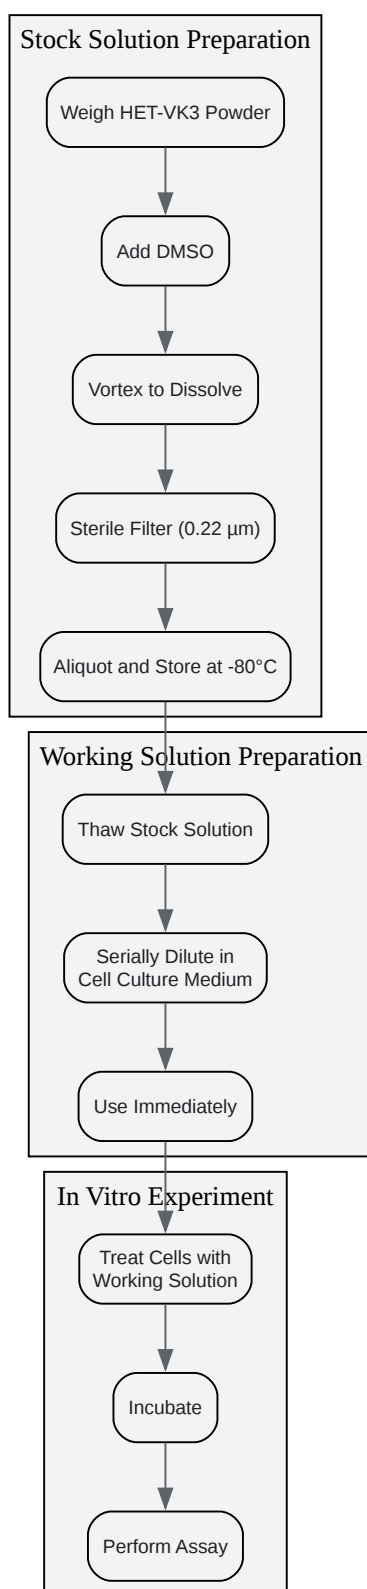 Stock Solution Preparation
Weigh HET-VK3 Powder
Add DMSO
Vortex to Dissolve
Sterile Filter (0.22 µm)
Aliquot and Store at -80°C
Working Solution Preparation
Thaw Stock Solution
Serially Dilute in
Cell Culture Medium
Use Immediately
In Vitro Experiment
Treat Cells with
Working Solution
Incubate
Perform Assay